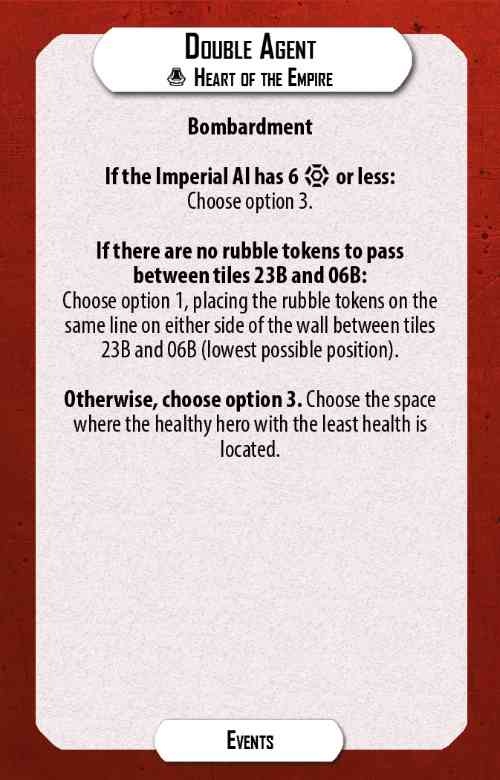 Double Agent
Heart of the Empire
Bombardment
If the Imperial AI has 6 or less:
Choose option 3.
If there are no rubble tokens to pass
between tiles 23B and 06B:
Choose option 1, placing the rubble tokens on the
same line on either side of the wall between tiles
23B and 06B (lowest possible position).
Otherwise, choose option 3. Choose the space
where the healthy hero with the least health is
located.
Events